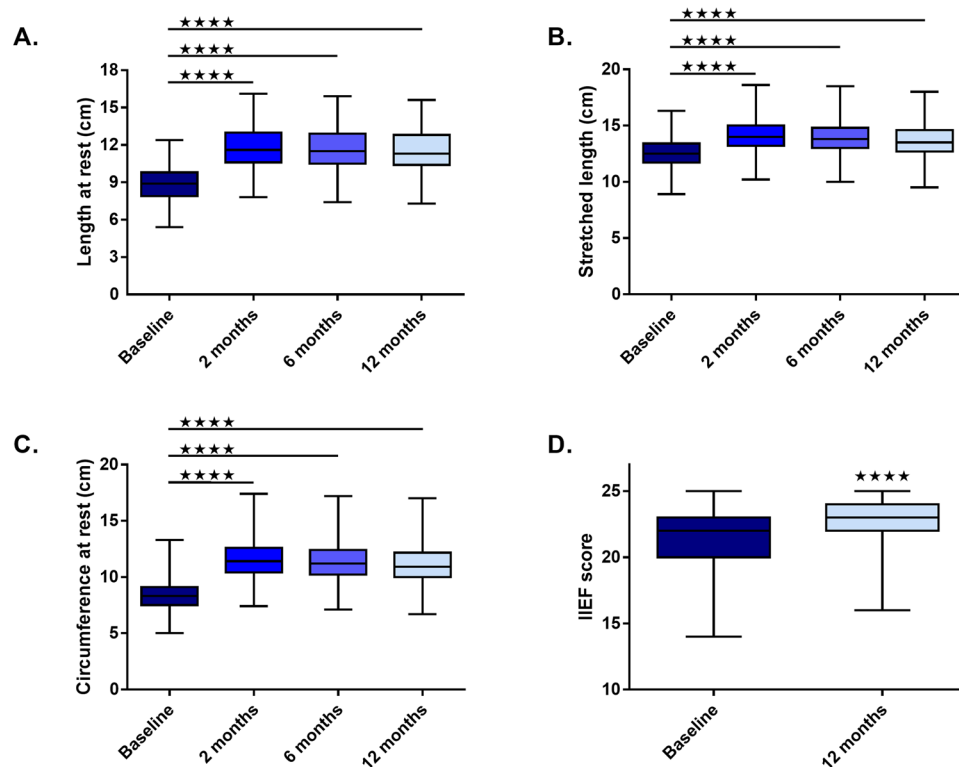 A.
★★★★
★★★★
★★★★
Length at rest (cm)
18
15
12
9
6
3
0
Baseline
2 months
6 months
12 months
B.
★★★★
★★★★
★★★★
Stretched length (cm)
20
15
10
5
0
Baseline
2 months
6 months
12 months
C.
★★★★
★★★★
★★★★
Circumference at rest (cm)
20
15
10
5
0
Baseline
2 months
6 months
12 months
D.
★★★★
IIEF score
25
20
15
10
Baseline
12 months